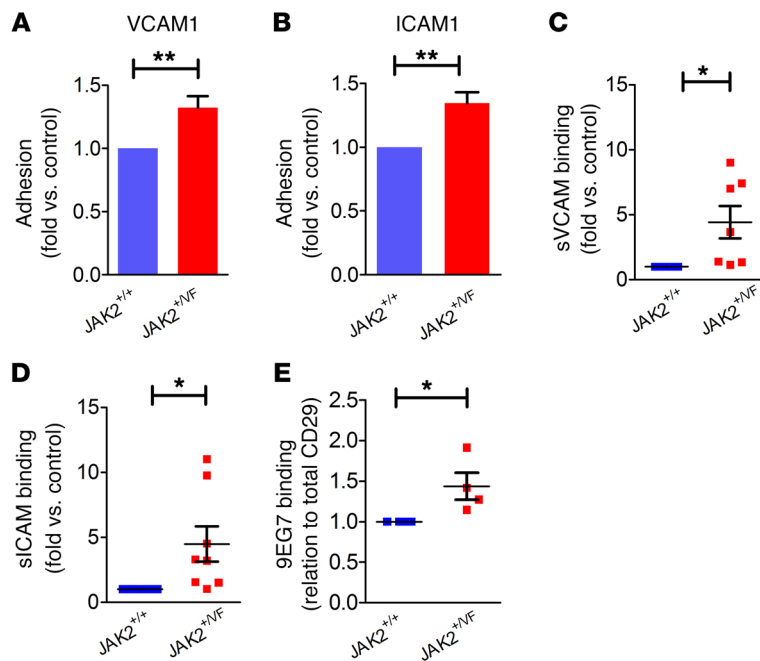 A
VCAM1
**
Adhesion
(fold vs. control)
1.5
1.0
0.5
0.0
JAK2+/+
JAK2+/VF
B
ICAM1
**
Adhesion
(fold vs. control)
1.5
1.0
0.5
0.0
JAK2+/+
JAK2+/VF
C
*
sVCAM binding
(fold vs. control)
15
10
5
0
JAK2+/+
JAK2+/VF
D
*
sICAM binding
(fold vs. control)
15
10
5
0
JAK2+/+
JAK2+/VF
E
*
9EG7 binding
(relation to total CD29)
2.5
2.0
1.5
1.0
0.5
0.0
JAK2+/+
JAK2+/VF